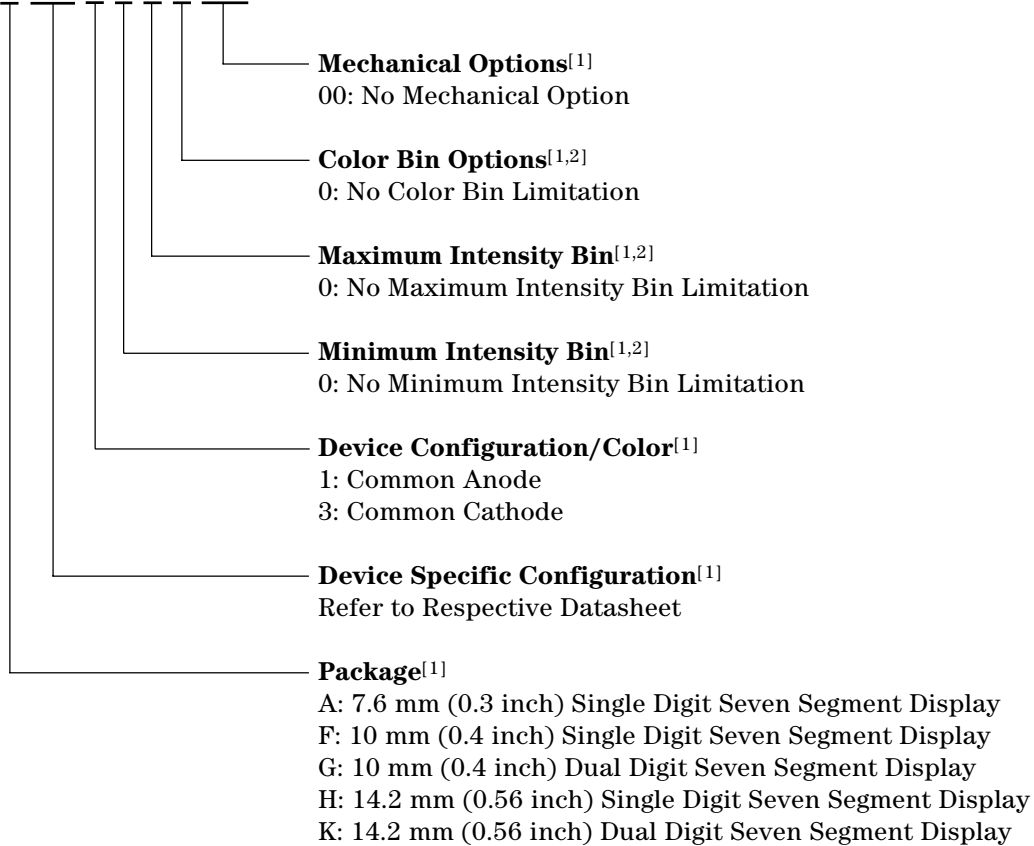 Mechanical Options[1]
00: No Mechanical Option
Color Bin Options[1,2]
0: No Color Bin Limitation
Maximum Intensity Bin[1,2]
0: No Maximum Intensity Bin Limitation
Minimum Intensity Bin[1,2]
0: No Minimum Intensity Bin Limitation
Device Configuration/Color[1]
1: Common Anode
3: Common Cathode
Device Specific Configuration[1]
Refer to Respective Datasheet
Package[1]
A: 7.6 mm (0.3 inch) Single Digit Seven Segment Display
F: 10 mm (0.4 inch) Single Digit Seven Segment Display
G: 10 mm (0.4 inch) Dual Digit Seven Segment Display
H: 14.2 mm (0.56 inch) Single Digit Seven Segment Display
K: 14.2 mm (0.56 inch) Dual Digit Seven Segment Display